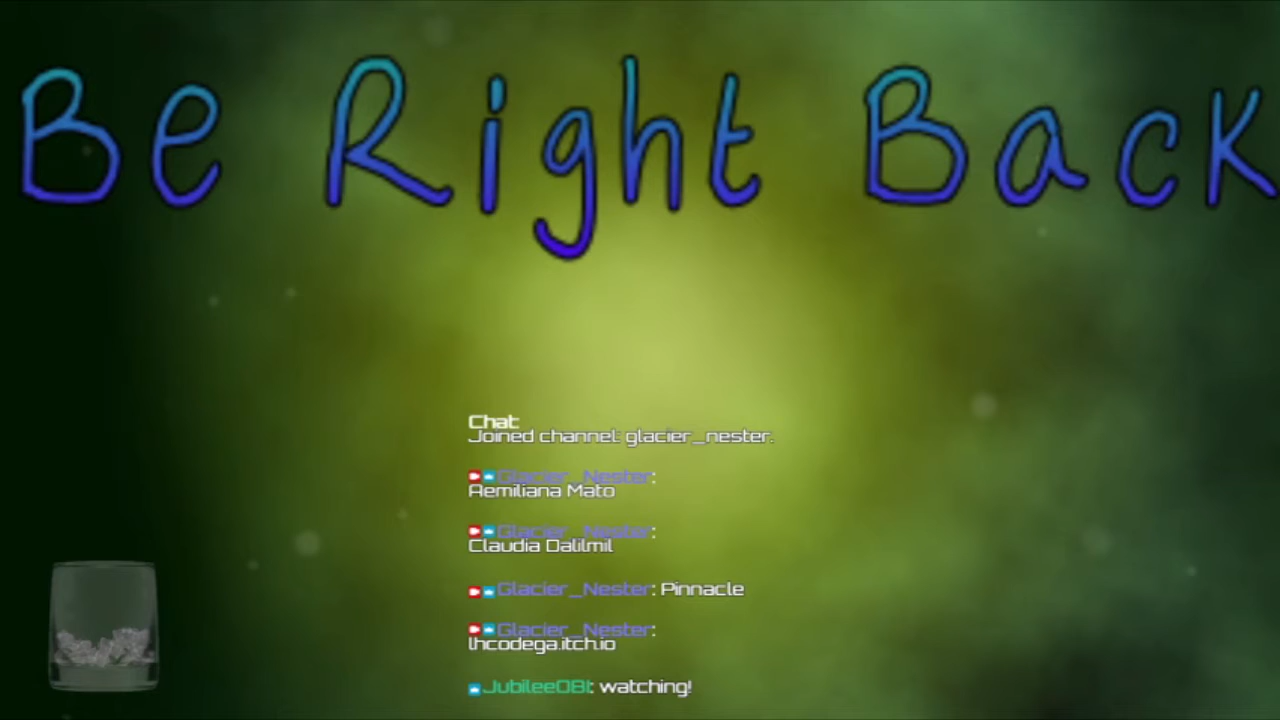 Be Right Back
Chat:
Joined channel: glacier_nester.
Glacier_Nester:
Aemiliana Mato
Glacier_Nester:
Claudia Dalilmil
Glacier_Nester: Pinnacle
Glacier_Nester:
lhcodega.itch.io
JubileeOBI: watching!